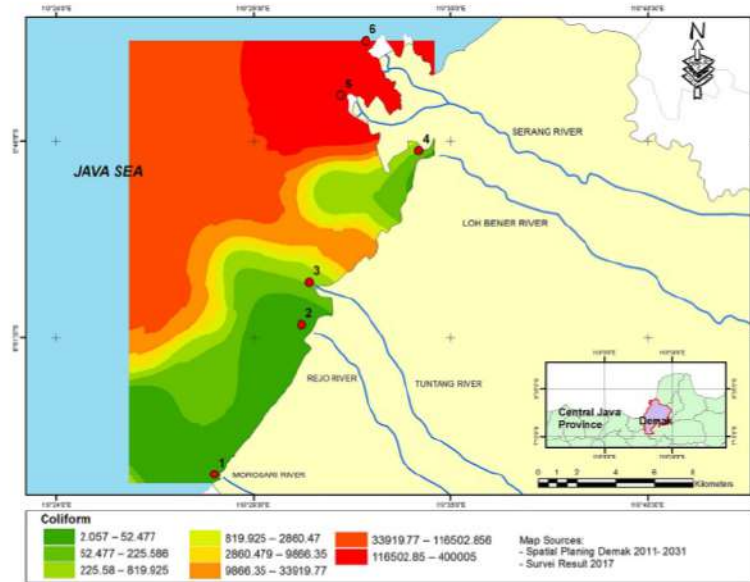 N
6
6
SERANG RIVER
4
JAVA SEA
LOH BENER RIVER
3
2
REJO RIVER
TUNTANG RIVER
Central Java
Province
Demak
1
MOROSARI RIVER
0 1 2 4 6 8
Kilometers
Coliform
2.057 – 52.477
52.477 - 225.586
225.58 - 819.925
819.925 – 2860.47
2860.479 – 9866.35
9866.35 - 33919.77
33919.77 – 116502.856
116502.85 – 400005
Map Sources:
- Spatial Planing Demak 2011- 2031
- Survei Result 2017